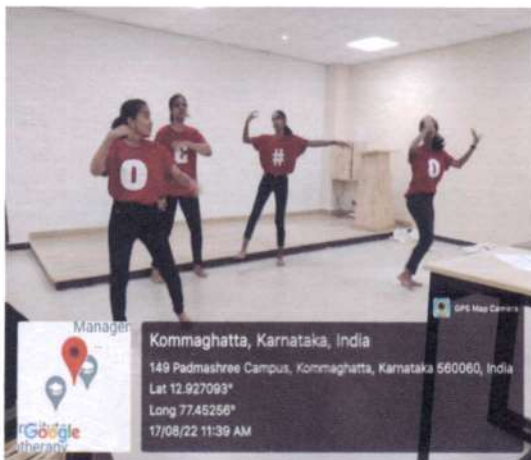 O
C
#
D
GPS Map Camera
Manager
Google
Kommaghatta, Karnataka, India
149 Padmashree Campus, Kommaghatta, Karnataka 560060, India
Lat 12.927093°
Long 77.45256°
17/08/22 11:39 AM